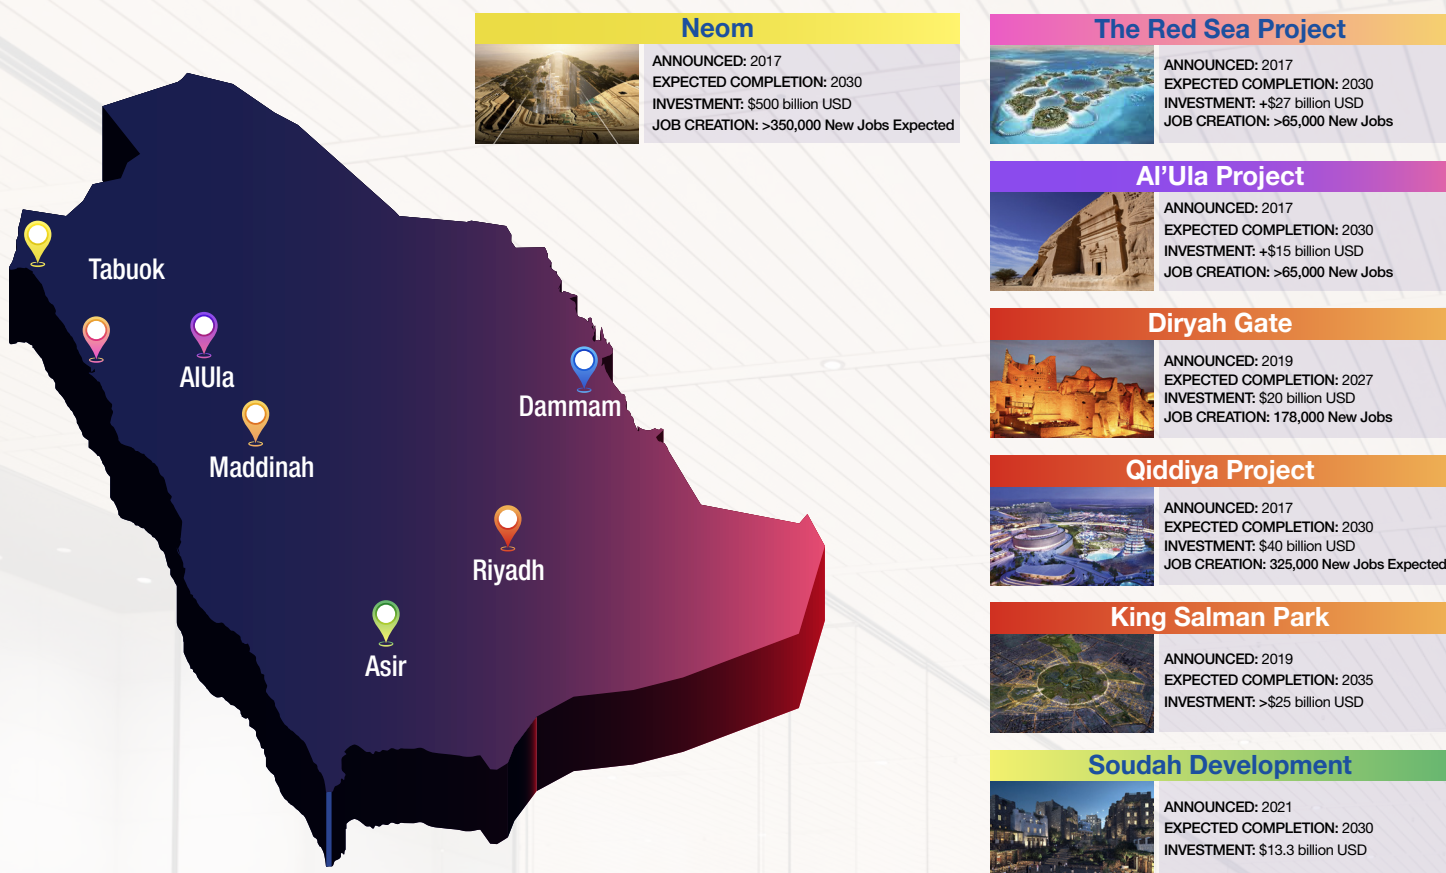 Neom
ANNOUNCED: 2017
EXPECTED COMPLETION: 2030
INVESTMENT: $500 billion USD
JOB CREATION: >350,000 New Jobs Expected
The Red Sea Project
ANNOUNCED: 2017
EXPECTED COMPLETION: 2030
INVESTMENT: +$27 billion USD
JOB CREATION: >65,000 New Jobs
Al’Ula Project
ANNOUNCED: 2017
EXPECTED COMPLETION: 2030
INVESTMENT: +$15 billion USD
JOB CREATION: >65,000 New Jobs
Diryah Gate
ANNOUNCED: 2019
EXPECTED COMPLETION: 2027
INVESTMENT: $20 billion USD
JOB CREATION: 178,000 New Jobs
Qiddiya Project
ANNOUNCED: 2017
EXPECTED COMPLETION: 2030
INVESTMENT: $40 billion USD
JOB CREATION: 325,000 New Jobs Expected
King Salman Park
ANNOUNCED: 2019
EXPECTED COMPLETION: 2035
INVESTMENT: >$25 billion USD
Soudah Development
ANNOUNCED: 2021
EXPECTED COMPLETION: 2030
INVESTMENT: $13.3 billion USD
Tabuok
AlUla
Dammam
Maddinah
Riyadh
Asir